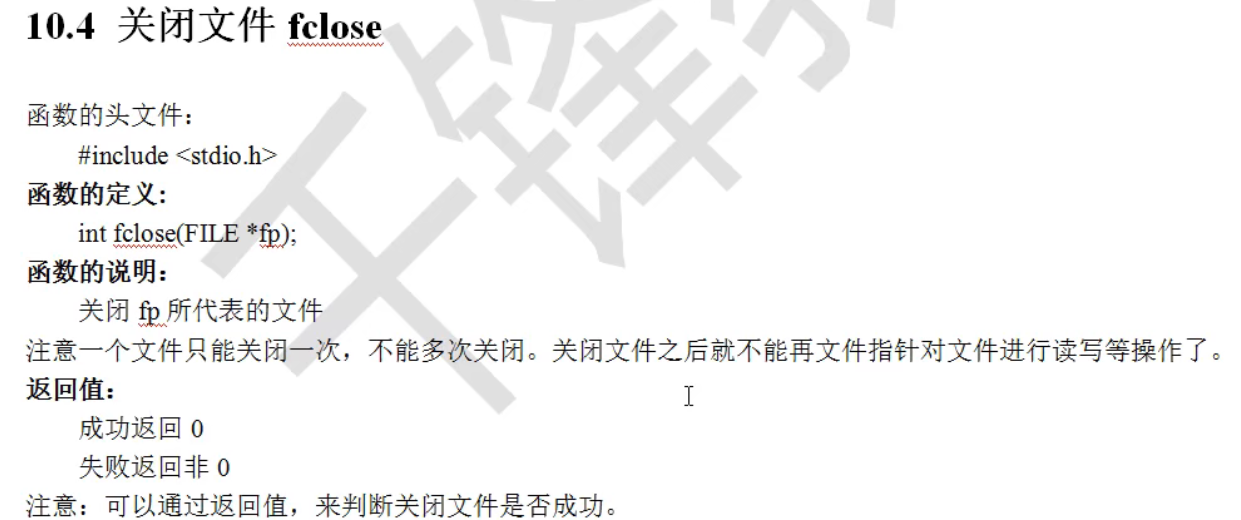 10.4 关闭文件 fclose
函数的头文件：
#include <stdio.h>
函数的定义:
int fclose(FILE *fp);
函数的说明：
关闭 fp 所代表的文件
注意一个文件只能关闭一次，不能多次关闭。关闭文件之后就不能再文件指针对文件进行读写等操作了。
返回值：
成功返回 0
失败返回非 0
注意：可以通过返回值，来判断关闭文件是否成功。
千锋